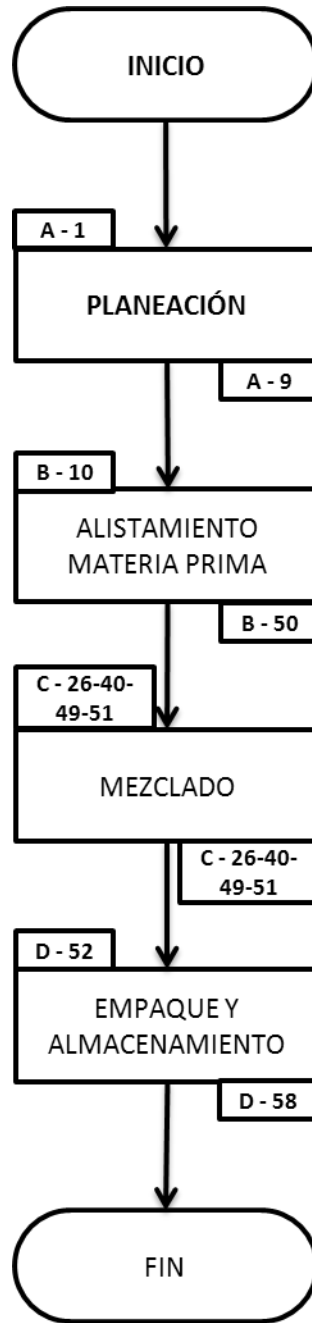 INICIO
A - 1
PLANEACIÓN
A - 9
B - 10
ALISTAMIENTO
MATERIA PRIMA
B - 50
C - 26-40-
49-51
MEZCLADO
C - 26-40-
49-51
D - 52
EMPAQUE Y
ALMACENAMIENTO
D - 58
FIN